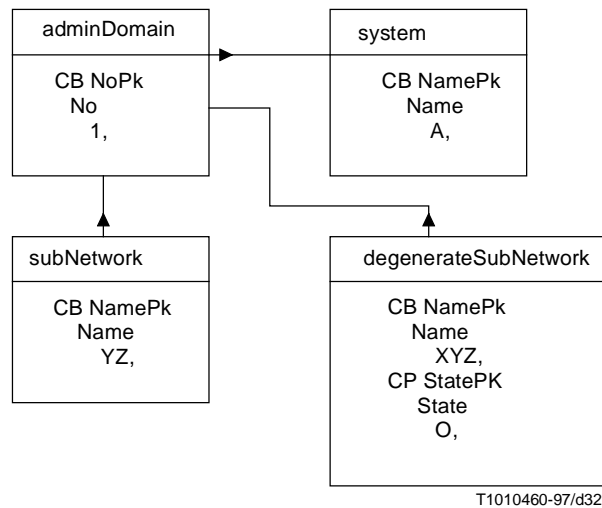 adminDomain
CB NoPk
No
1,
system
CB NamePk
Name
A,
subNetwork
CB NamePk
Name
YZ,
degenerateSubNetwork
CB NamePk
Name
XYZ,
CP StatePK
State
O,
T1010460-97/d32